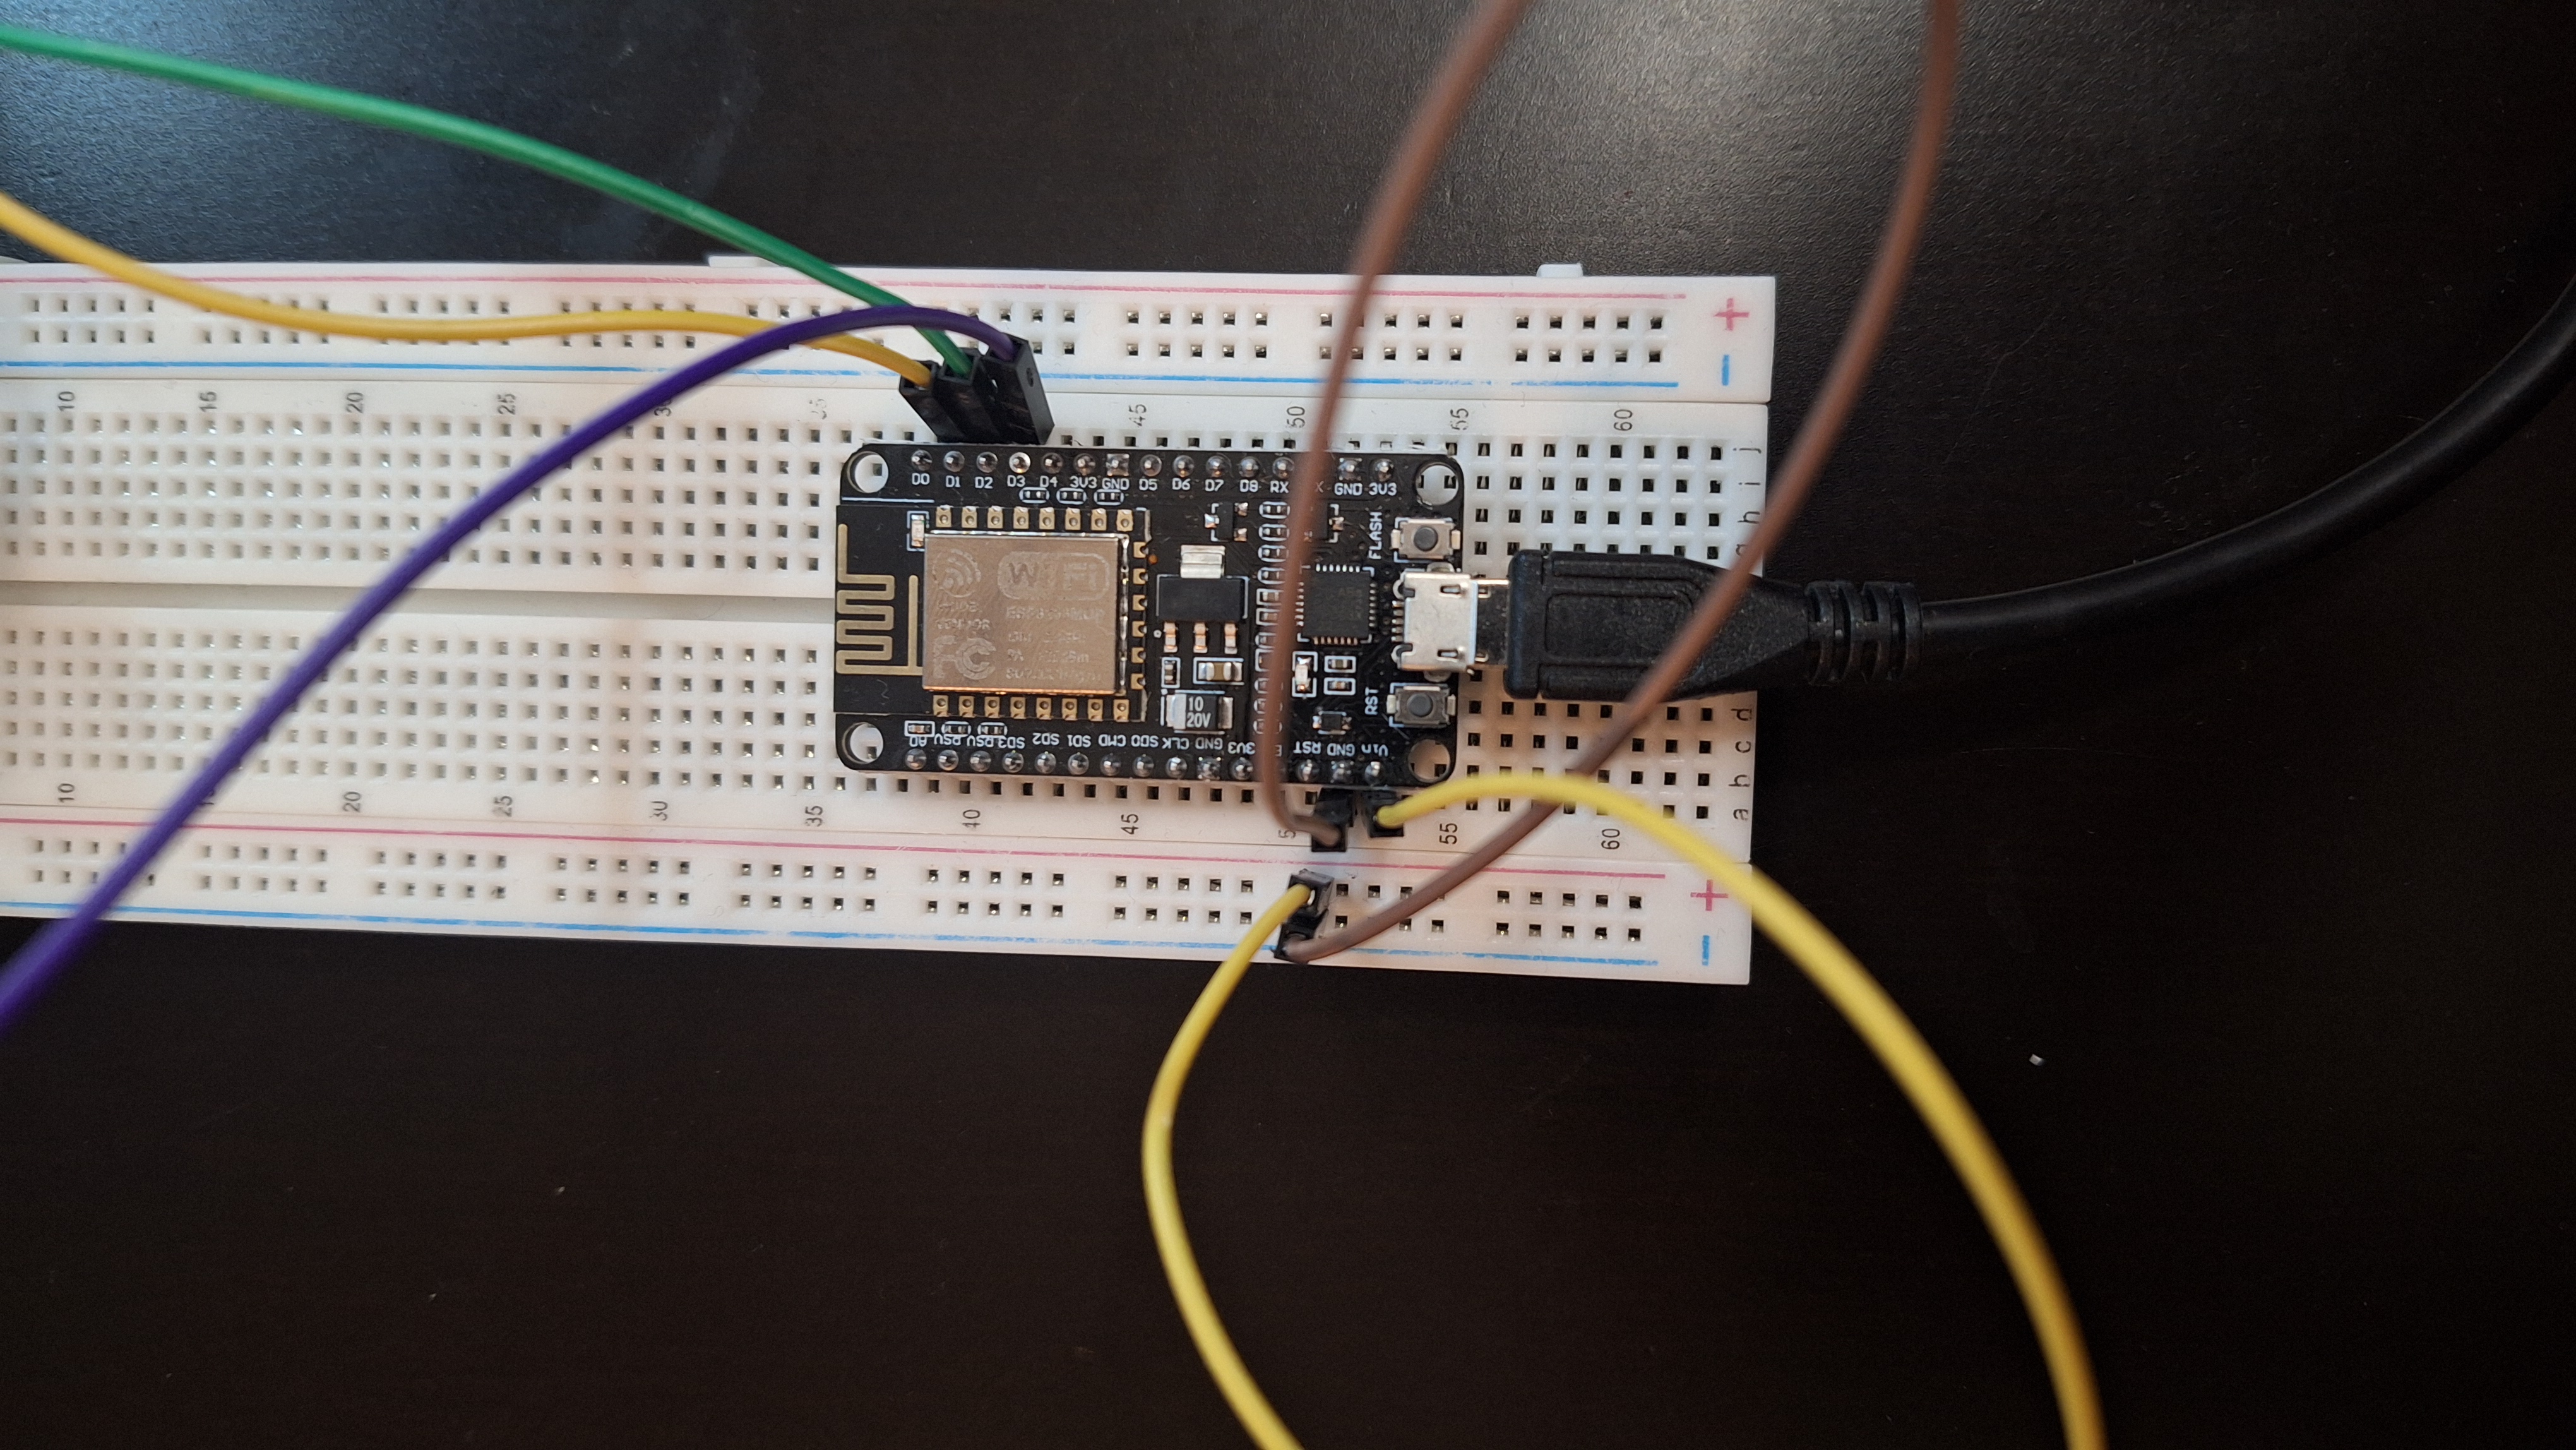 −
+
60 55 45 40 35 30 25 20 10
a
b
c
d
Vin GND RST 3V3 GND CLK SD0 CMD SD1 SD2 SD3 RSV RSV A0
RST
10
20V
WiFi
FLASH
3V3 GND RX D8 D7 D6 D5 GND 3V3 D4 D3 D2 D1 D0
h
i
j
60 55 50 45 25 20 15 10
−
+